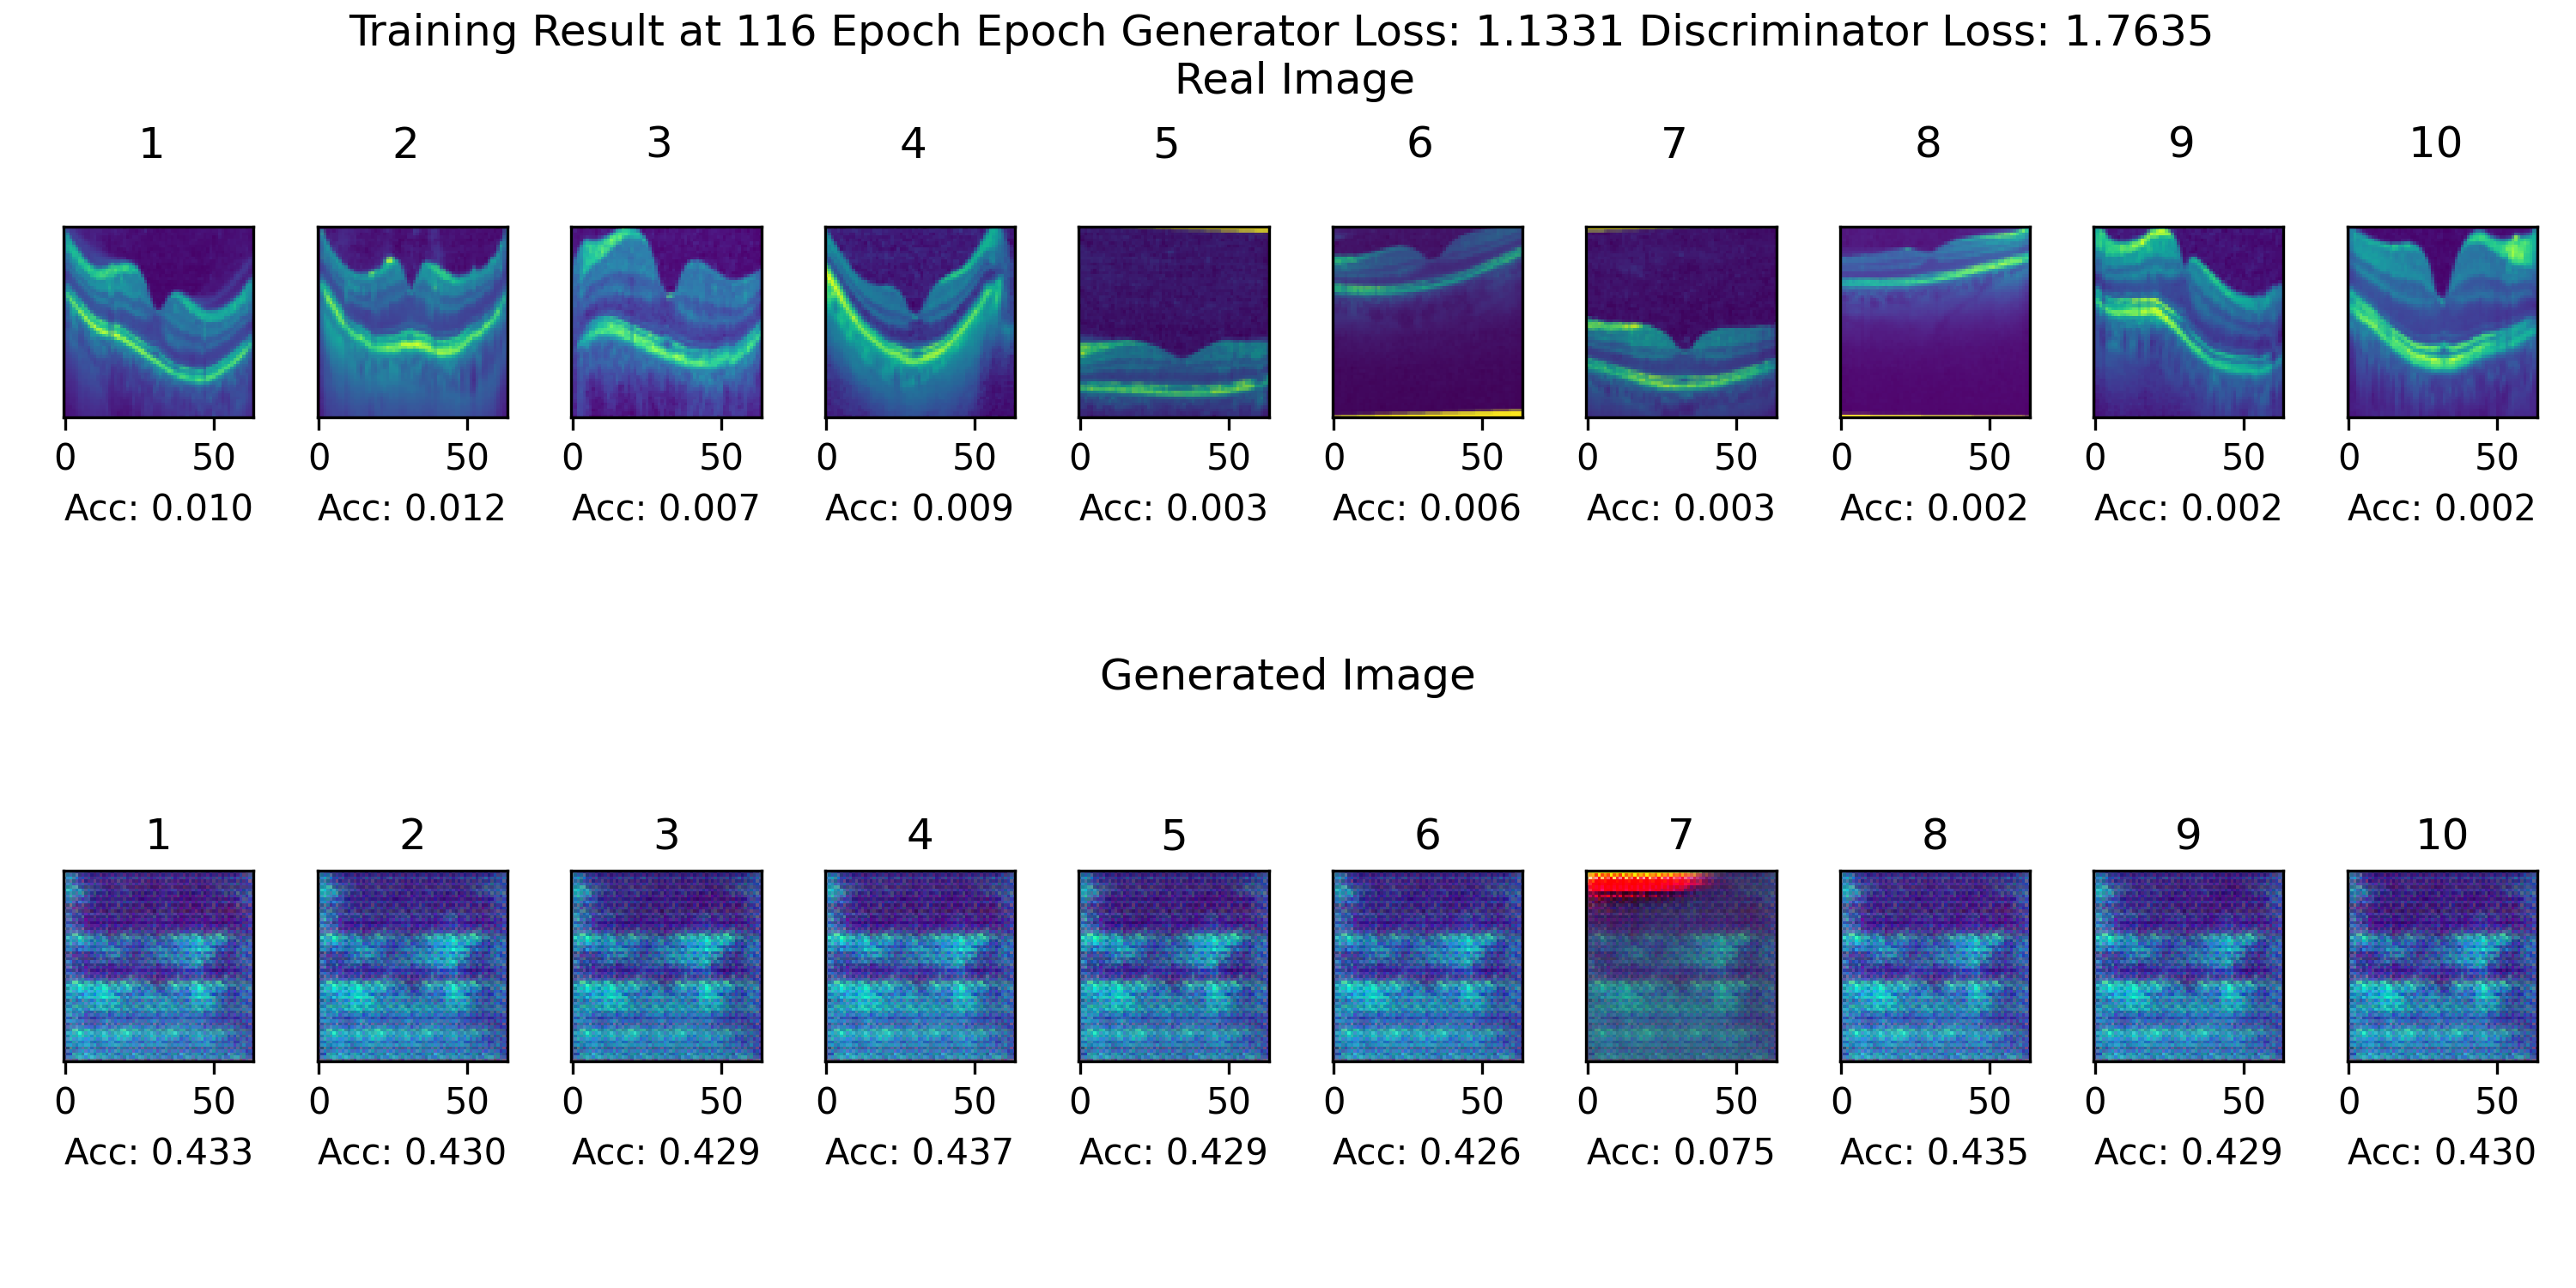 Training Result at 116 Epoch Epoch Generator Loss: 1.1331 Discriminator Loss: 1.7635
Real Image
1 2 3 4 5 6 7 8 9 10
0 50 0 50 0 50 0 50 0 50 0 50 0 50 0 50 0 50 0 50
Acc: 0.010 Acc: 0.012 Acc: 0.007 Acc: 0.009 Acc: 0.003 Acc: 0.006 Acc: 0.003 Acc: 0.002 Acc: 0.002 Acc: 0.002
Generated Image
1 2 3 4 5 6 7 8 9 10
0 50 0 50 0 50 0 50 0 50 0 50 0 50 0 50 0 50 0 50
Acc: 0.433 Acc: 0.430 Acc: 0.429 Acc: 0.437 Acc: 0.429 Acc: 0.426 Acc: 0.075 Acc: 0.435 Acc: 0.429 Acc: 0.430